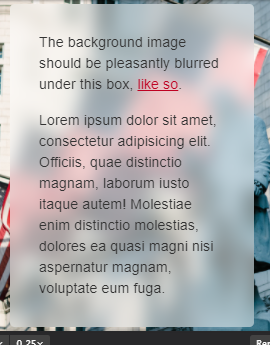 The background image
should be pleasantly blurred
under this box, like so.
Lorem ipsum dolor sit amet,
consectetur adipisicing elit.
Officiis, quae distinctio
magnam, laborum iusto
itaque autem! Molestiae
enim distinctio molestias,
dolores ea quasi magni nisi
aspernatur magnam,
voluptate eum fuga.
0.25×